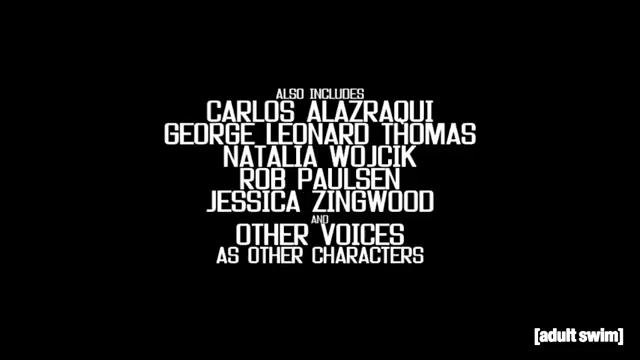 ALSO INCLUDES
CARLOS ALAZRAQUI
GEORGE LEONARD THOMAS
NATALIA WOJCIK
ROB PAULSEN
JESSICA ZINGWOOD
AND
OTHER VOICES
AS OTHER CHARACTERS
[adult swim]